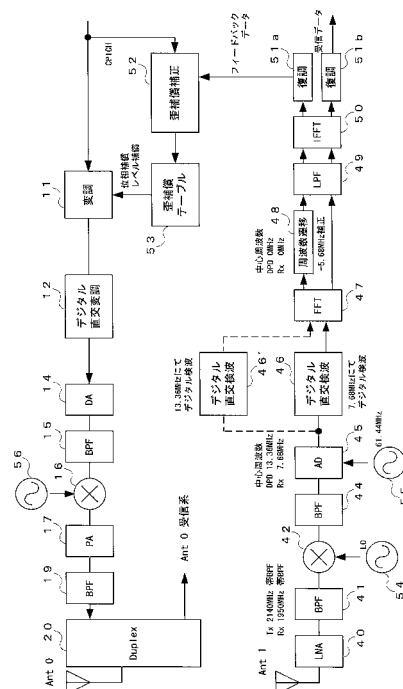 CPICH
11
変調
位相補償
レベル補償
52
歪補償補正
53
歪補償
テーブル
フィードバック
データ
12
デジタル
直交変調
14
DA
15
BPF
56
16
17
PA
19
BPF
20
Duplex
Ant 0
Ant 0 受信系
Ant 1
40
LNA
41
BPF
Tx 2140MHz 帯BPF
Rx 1950MHz 帯BPF
42
LO
54
44
BPF
45
AD
中心周波数
DPD 13.36MHz
Rx 7.68MHz
61.44MHz
46'
デジタル
直交検波
13.36MHzにて
デジタル検波
46
デジタル
直交検波
7.68MHzにて
デジタル検波
47
FFT
中心周波数
DPD 0MHz
Rx 0MHz
48
周波数遷移
-5.68MHz補正
49
LPF
50
IFFT
51a
復調
51b
復調
受信データ